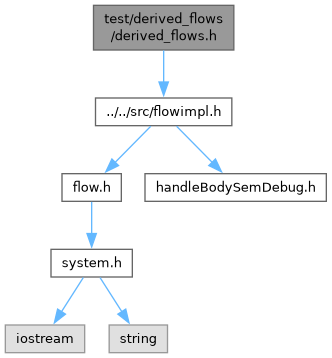 test/derived_flows
/derived_flows.h
../../src/flowimpl.h
flow.h
handleBodySemDebug.h
system.h
iostream
string